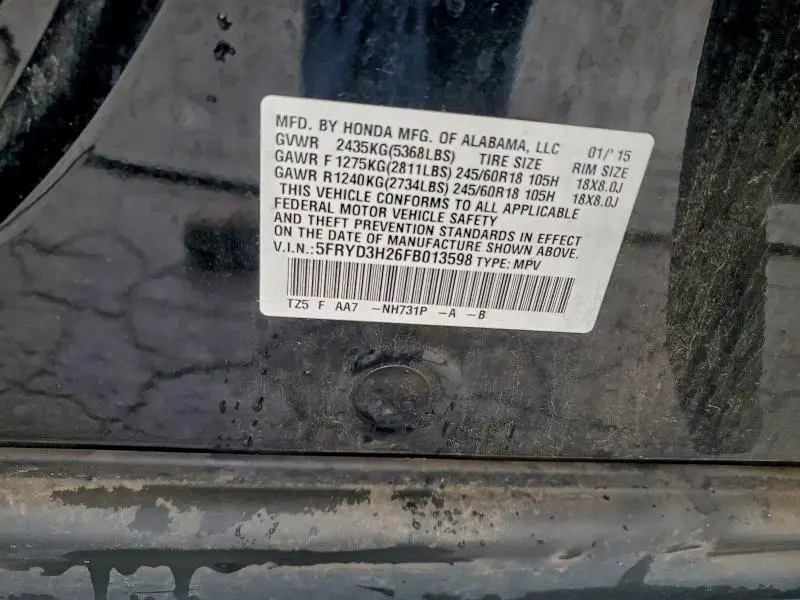 MFD. BY HONDA MFG. OF ALABAMA, LLC 01/'15
GVWR 2435KG(5368LBS) TIRE SIZE RIM SIZE
GAWR F 1275KG(2811LBS) 245/60R18 105H 18X8.0J
GAWR R1240KG(2734LBS) 245/60R18 105H 18X8.0J
THIS VEHICLE CONFORMS TO ALL APPLICABLE
FEDERAL MOTOR VEHICLE SAFETY
AND THEFT PREVENTION STANDARDS IN EFFECT
ON THE DATE OF MANUFACTURE SHOWN ABOVE.
V.I.N.:5FRYD3H26FB013598 TYPE: MPV
TZ5 F AA7 -NH731P -A -B